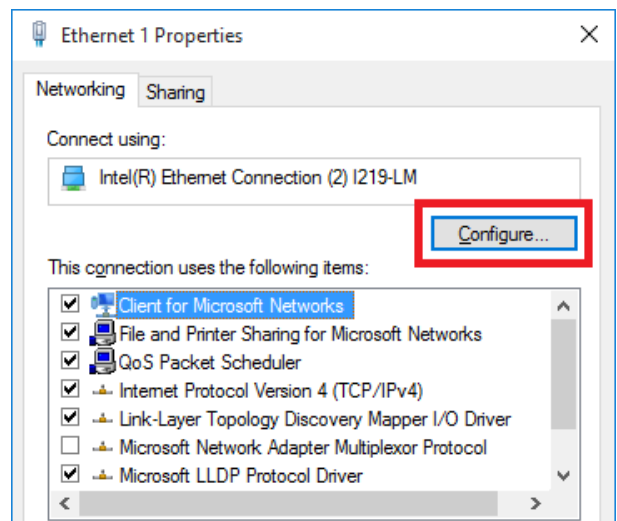 Ethernet 1 Properties
Networking
Sharing
Connect using:
Intel(R) Ethernet Connection (2) I219-LM
Configure...
This connection uses the following items:
Client for Microsoft Networks
File and Printer Sharing for Microsoft Networks
QoS Packet Scheduler
Internet Protocol Version 4 (TCP/IPv4)
Link-Layer Topology Discovery Mapper I/O Driver
Microsoft Network Adapter Multiplexor Protocol
Microsoft LLDP Protocol Driver